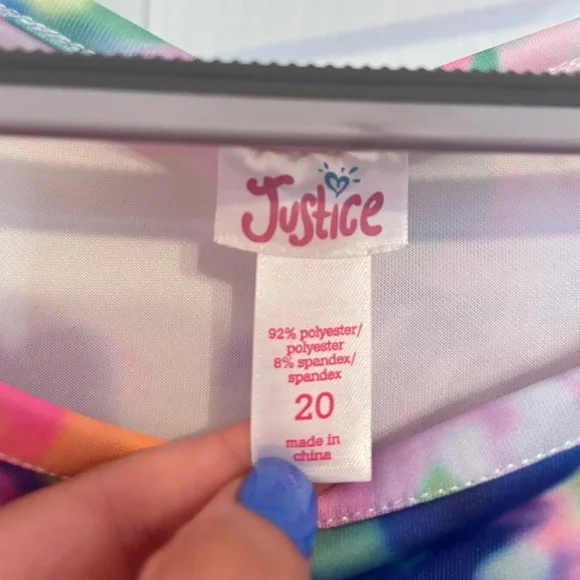 Justice
92% polyester/
polyester
8% spandex/
spandex
20
made in
china